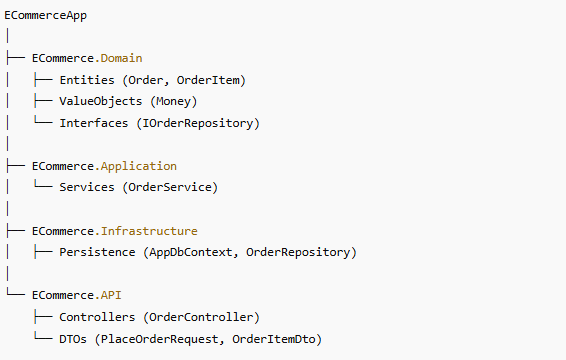 ECommerceApp
│
├── ECommerce.Domain
│   ├── Entities (Order, OrderItem)
│   ├── ValueObjects (Money)
│   └── Interfaces (IOrderRepository)
│
├── ECommerce.Application
│   └── Services (OrderService)
│
├── ECommerce.Infrastructure
│   ├── Persistence (AppDbContext, OrderRepository)
│
└── ECommerce.API
    ├── Controllers (OrderController)
    └── DTOs (PlaceOrderRequest, OrderItemDto)